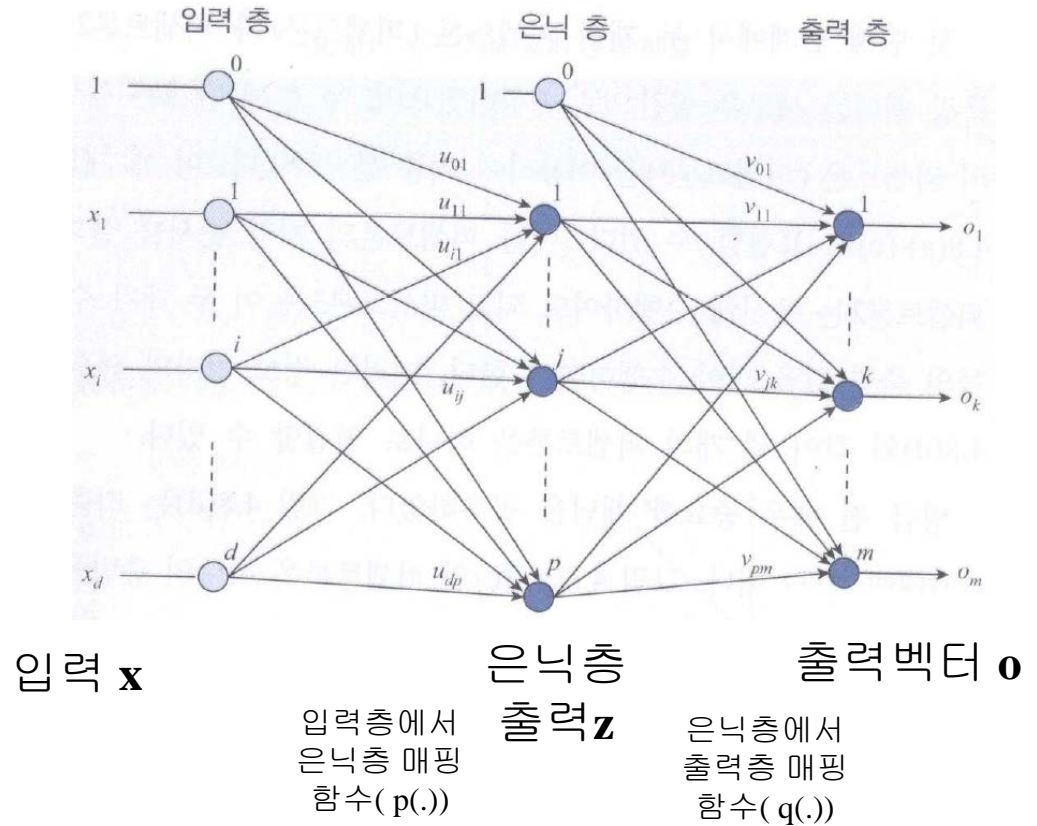 입력 층 은닉 층 출력 층
0 0
1 1
u01 v01
1 1 1
x1 u11 v11 o1
ui1
i j k
xi uij vjk ok
d p m
xd udp vpm om
입력 x
은닉층
출력z
출력벡터 o
입력층에서
은닉층 매핑
함수( p(.))
은닉층에서
출력층 매핑
함수( q(.))